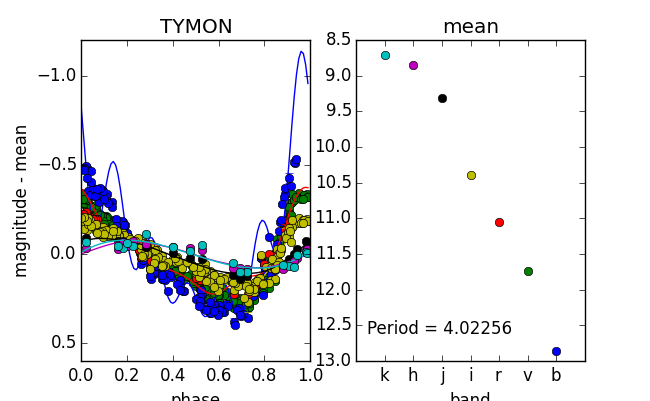 TYMON
mean
−1.0
−0.5
0.0
0.5
magnitude - mean
0.0 0.2 0.4 0.6 0.8 1.0
phase
8.5
9.0
9.5
10.0
10.5
11.0
11.5
12.0
12.5
13.0
Period = 4.02256
k h j i r v b
band